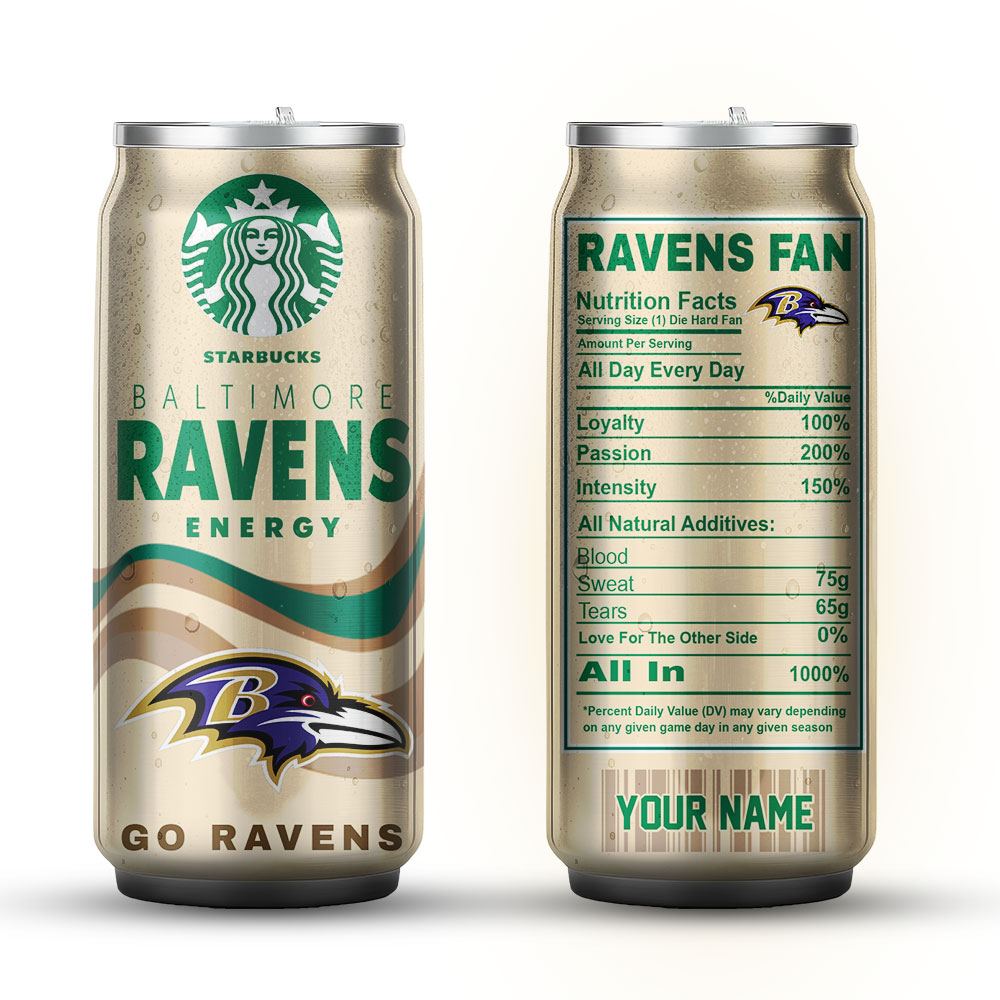 STARBUCKS
BALTIMORE
RAVENS
ENERGY
B
GO RAVENS
RAVENS FAN
Nutrition Facts
Serving Size (1) Die Hard Fan
B
Amount Per Serving
All Day Every Day
%Daily Value
Loyalty 100%
Passion 200%
Intensity 150%
All Natural Additives:
Blood
Sweat 75g
Tears 65g
Love For The Other Side 0%
All In 1000%
*Percent Daily Value (DV) may vary depending
on any given game day in any given season
YOUR NAME